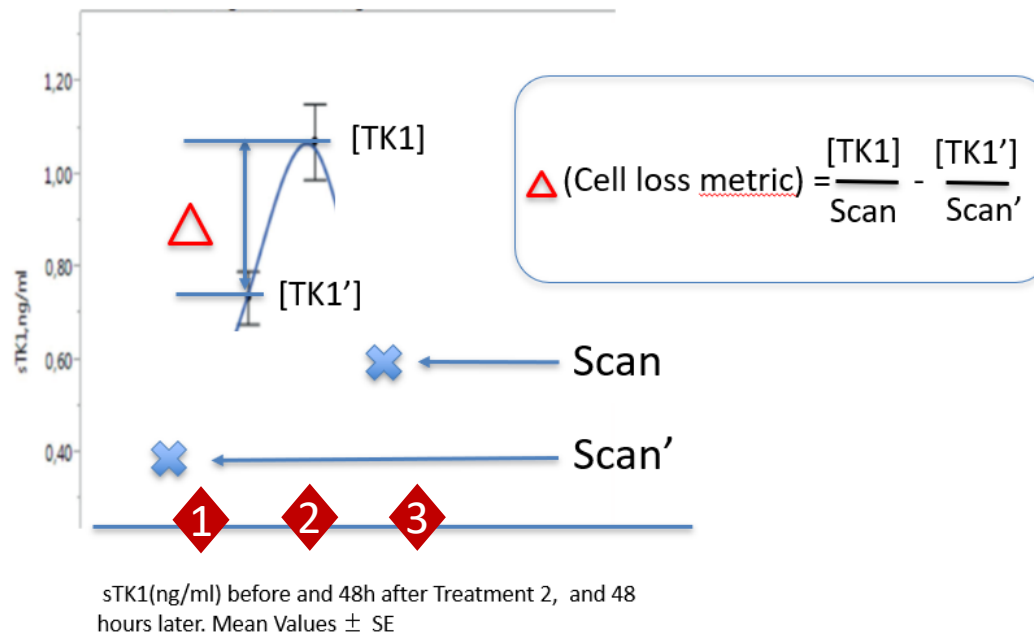 1,20
1,00
0,80
0,60
0,40
sTK1,ng/ml
[TK1]
[TK1']
△ (Cell loss metric) = [TK1] / Scan - [TK1'] / Scan'
Scan
Scan'
1 2 3
sTK1(ng/ml) before and 48h after Treatment 2, and 48
hours later. Mean Values ± SE